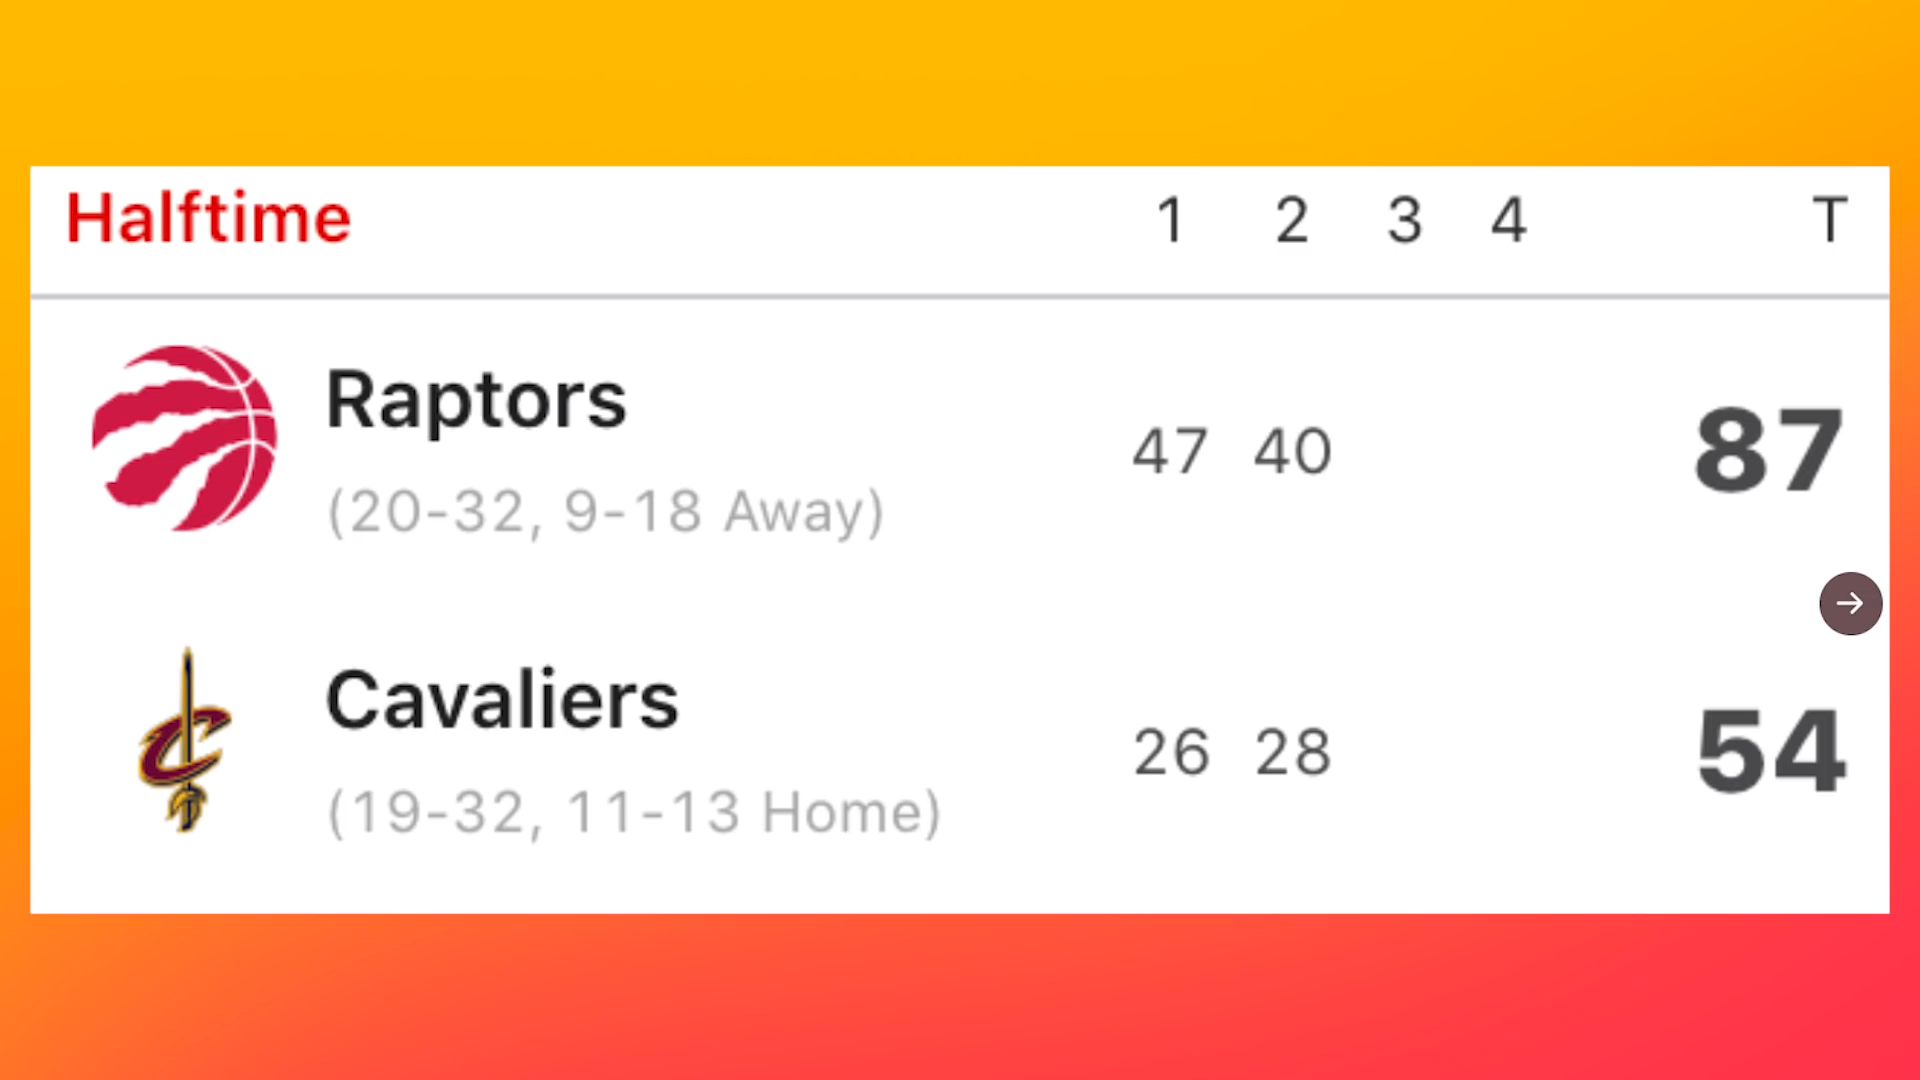 Halftime 1 2 3 4 T
Raptors
47 40 87
(20-32, 9-18 Away)
Cavaliers
26 28 54
(19-32, 11-13 Home)